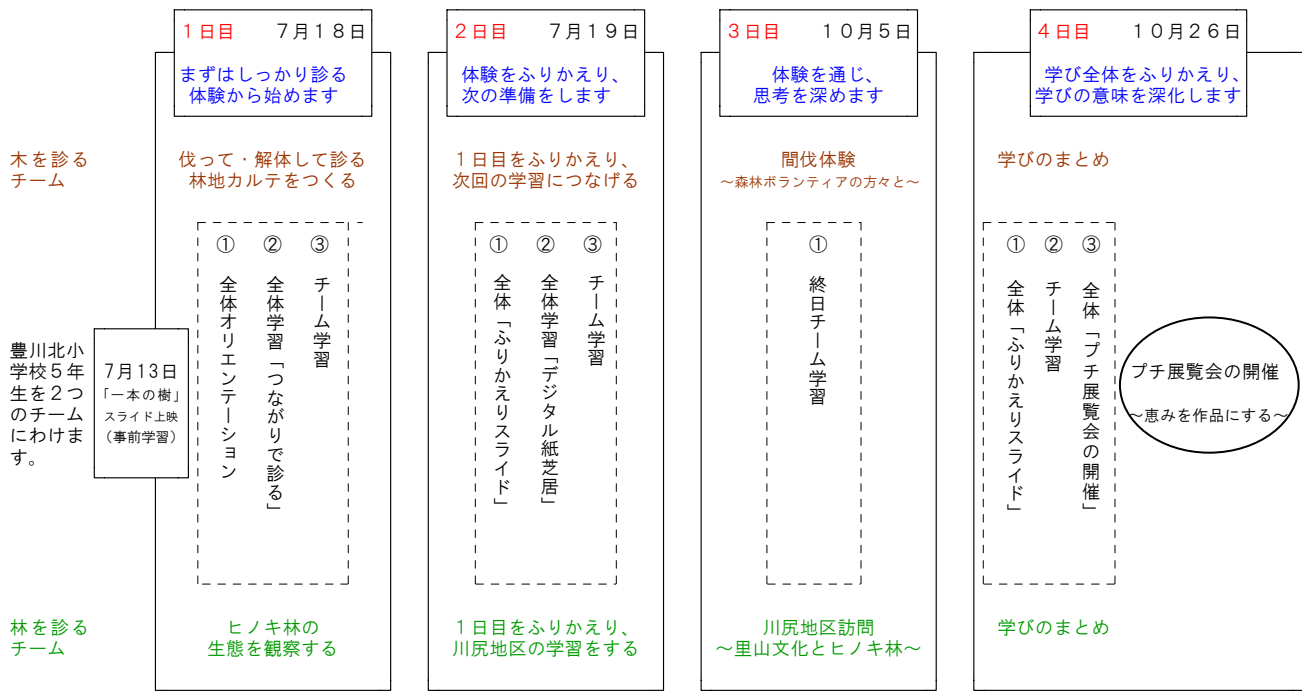 １日目　７月１８日
まずはしっかり診る
体験から始めます
２日目　７月１９日
体験をふりかえり、
次の準備をします
３日目　１０月５日
体験を通じ、
思考を深めます
４日目　１０月２６日
学び全体をふりかえり、
学びの意味を深化します
木を診る
チーム
伐って・解体して診る
林地カルテをつくる
１日目をふりかえり、
次回の学習につなげる
間伐体験
～森林ボランティアの方々と～
学びのまとめ
豊川北小
学校５年
生を２つ
のチーム
にわけま
す。
７月13日
「一本の樹」
スライド上映
（事前学習）
① 全体オリエンテーション
② 全体学習「つながりで診る」
③ チーム学習
① 全体「ふりかえりスライド」
② 全体学習「デジタル紙芝居」
③ チーム学習
① 終日チーム学習
① 全体「ふりかえりスライド」
② チーム学習
③ 全体「プチ展覧会の開催」
プチ展覧会の開催
～恵みを作品にする～
林を診る
チーム
ヒノキ林の
生態を観察する
１日目をふりかえり、
川尻地区の学習をする
川尻地区訪問
～里山文化とヒノキ林～
学びのまとめ